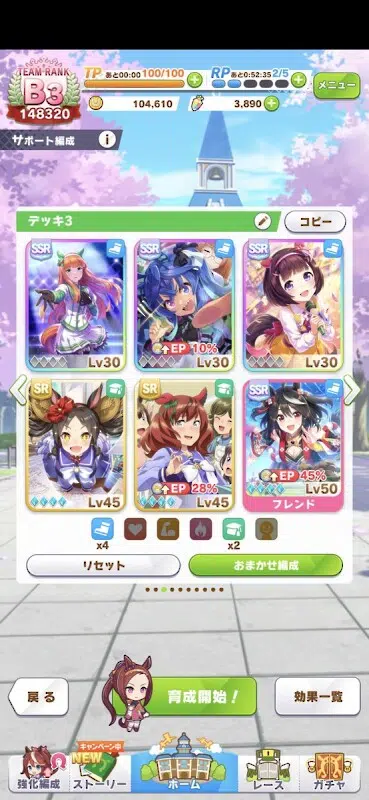 TEAM RANK
B3
148320
TP あと00:00 100/100
RP あと0:52:35 2/5
メニュー
104,610
3,890
サポート編成
i
デッキ3
コピー
SSR
SSR
SSR
Lv30
EP 10%
Lv30
Lv30
SR
SR
SSR
Lv45
EP 28%
Lv45
EP 45%
Lv50
フレンド
x4
x2
リセット
おまかせ編成
戻る
育成開始！
効果一覧
キャンペーン中
NEW
強化編成
ストーリー
ホーム
レース
ガチャ